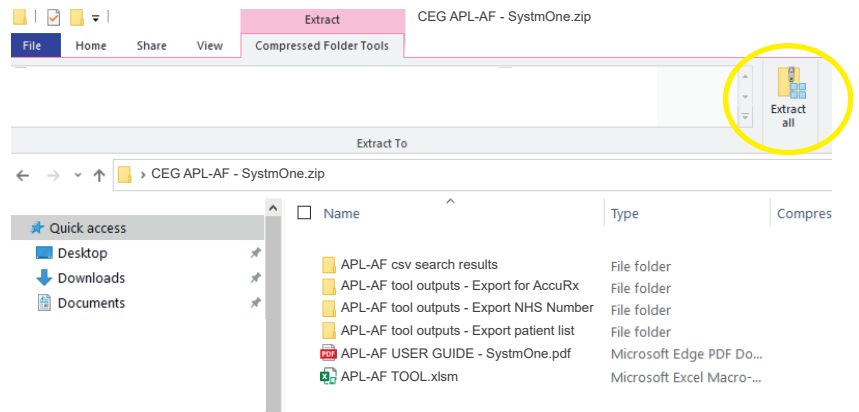 Extract
CEG APL-AF - SystmOne.zip
File Home Share View Compressed Folder Tools
Extract all
Extract To
CEG APL-AF - SystmOne.zip
Name Type Compres
Quick access
Desktop
Downloads
Documents
APL-AF csv search results File folder
APL-AF tool outputs - Export for AccuRx File folder
APL-AF tool outputs - Export NHS Number File folder
APL-AF tool outputs - Export patient list File folder
APL-AF USER GUIDE - SystmOne.pdf Microsoft Edge PDF Do...
APL-AF TOOL.xlsm Microsoft Excel Macro-...